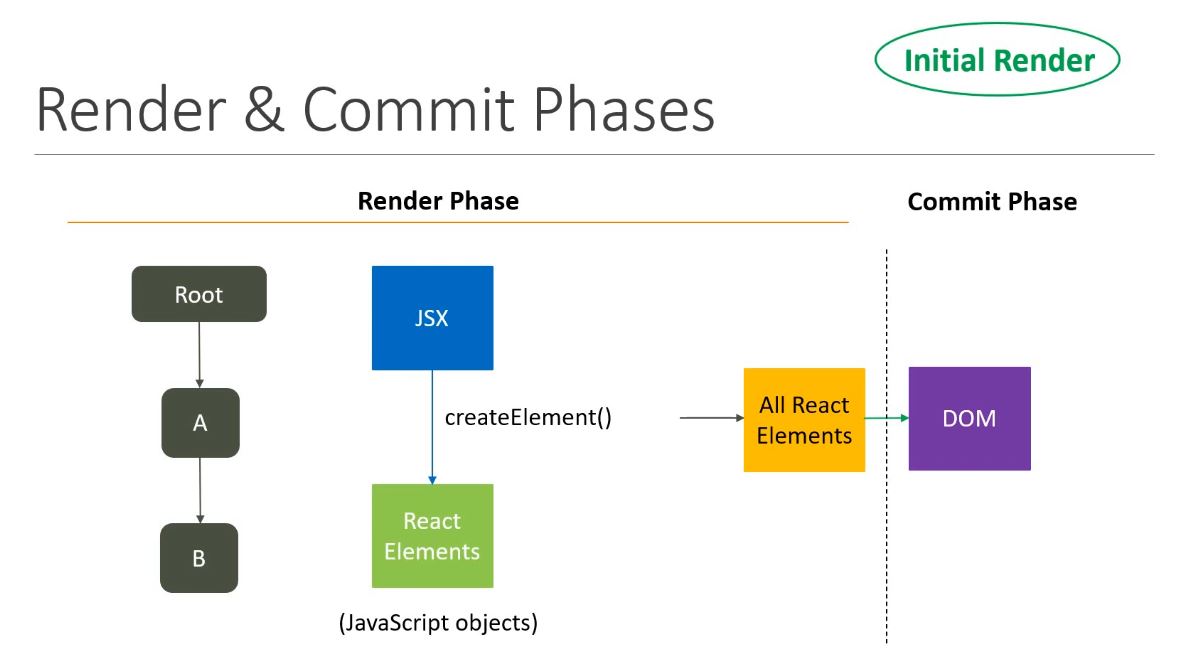 Initial Render
Render & Commit Phases
Render Phase
Commit Phase
Root
A
B
JSX
createElement()
React
Elements
(JavaScript objects)
All React
Elements
DOM